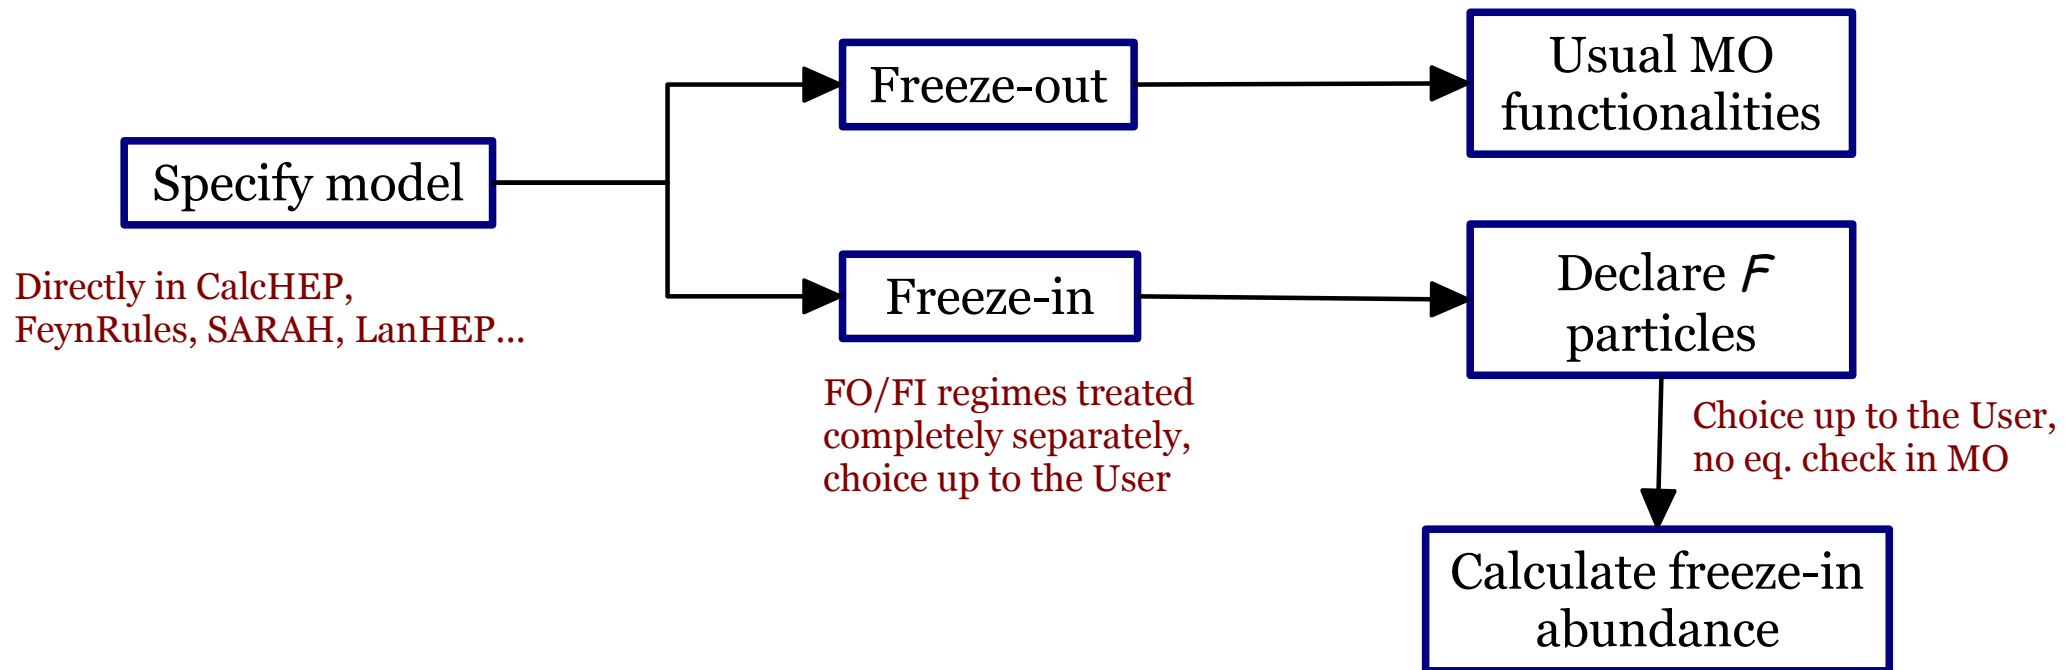 Specify model
Directly in CalcHEP,
FeynRules, SARAH, LanHEP...
Freeze-out
Usual MO
functionalities
Freeze-in
FO/FI regimes treated
completely separately,
choice up to the User
Declare F
particles
Choice up to the User,
no eq. check in MO
Calculate freeze-in
abundance